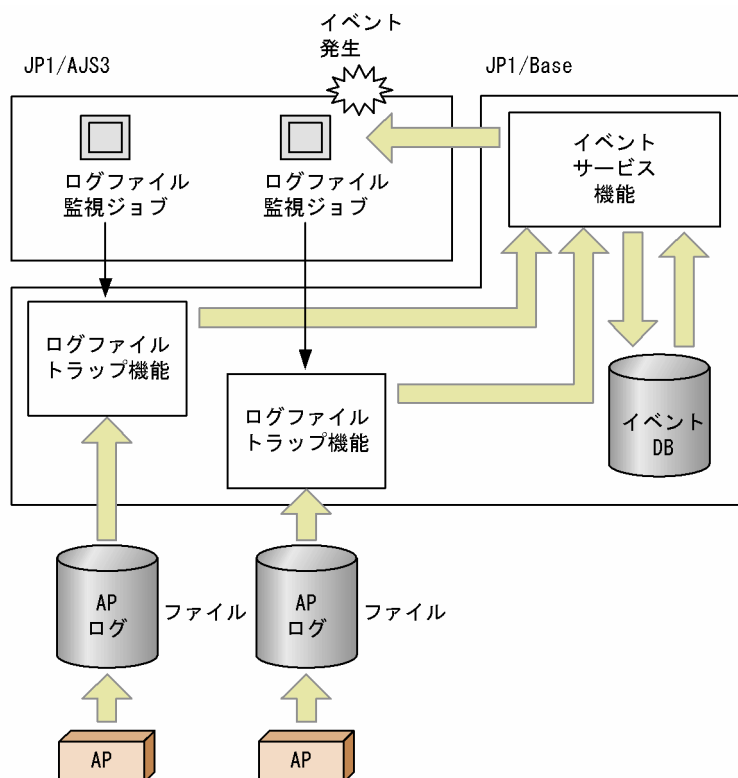 イベント
発生
JP1/AJS3
JP1/Base
ログファイル
監視ジョブ
ログファイル
監視ジョブ
イベント
サービス
機能
ログファイル
トラップ機能
ログファイル
トラップ機能
イベント
DB
AP
ログ
ファイル
AP
ログ
ファイル
AP
AP